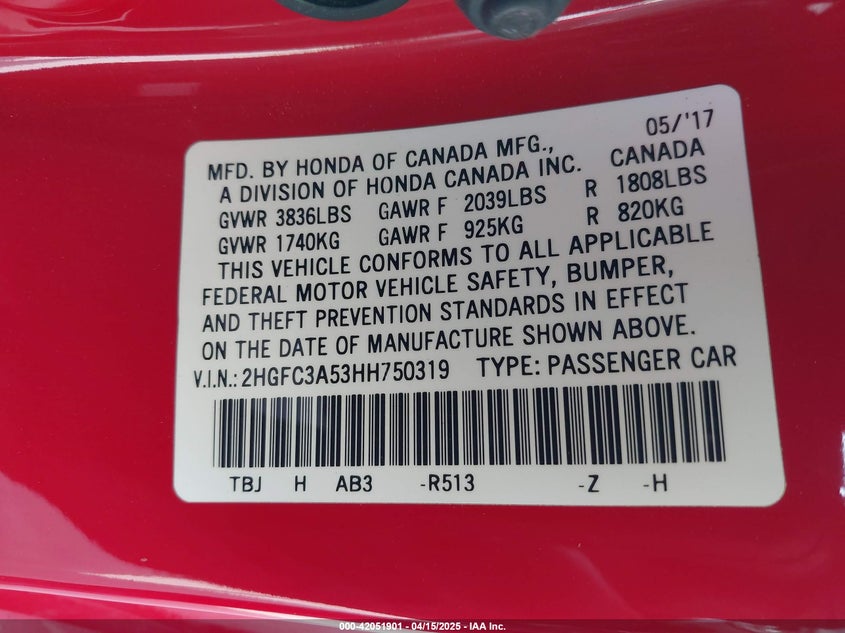 05/'17
MFD. BY HONDA OF CANADA MFG., CANADA
A DIVISION OF HONDA CANADA INC.
GVWR 3836LBS GAWR F 2039LBS R 1808LBS
GVWR 1740KG GAWR F 925KG R 820KG
THIS VEHICLE CONFORMS TO ALL APPLICABLE
FEDERAL MOTOR VEHICLE SAFETY, BUMPER,
AND THEFT PREVENTION STANDARDS IN EFFECT
ON THE DATE OF MANUFACTURE SHOWN ABOVE.
V.I.N.: 2HGFC3A53HH750319 TYPE: PASSENGER CAR
TBJ H AB3 -R513 -Z -H
000-42051901 - 04/15/2025 - IAA Inc.